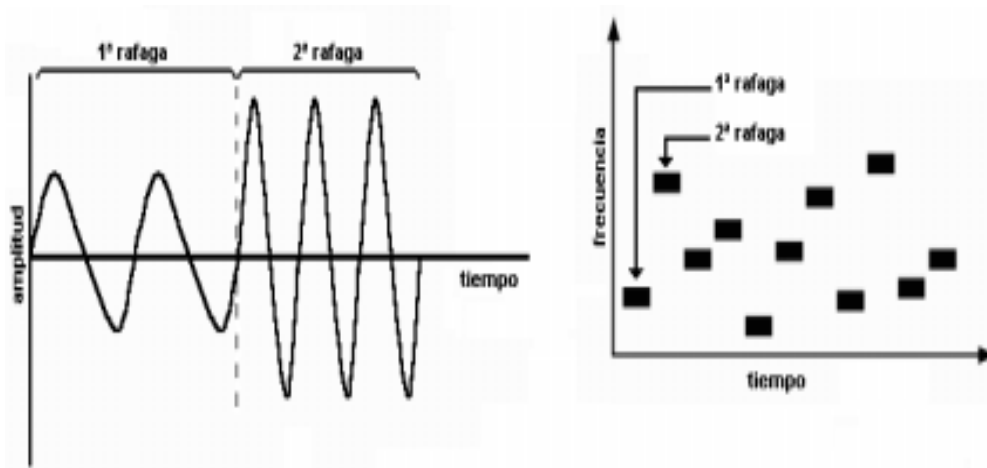 1ª rafaga
2ª rafaga
amplitud
tiempo
frecuencia
1ª rafaga
2ª rafaga
tiempo